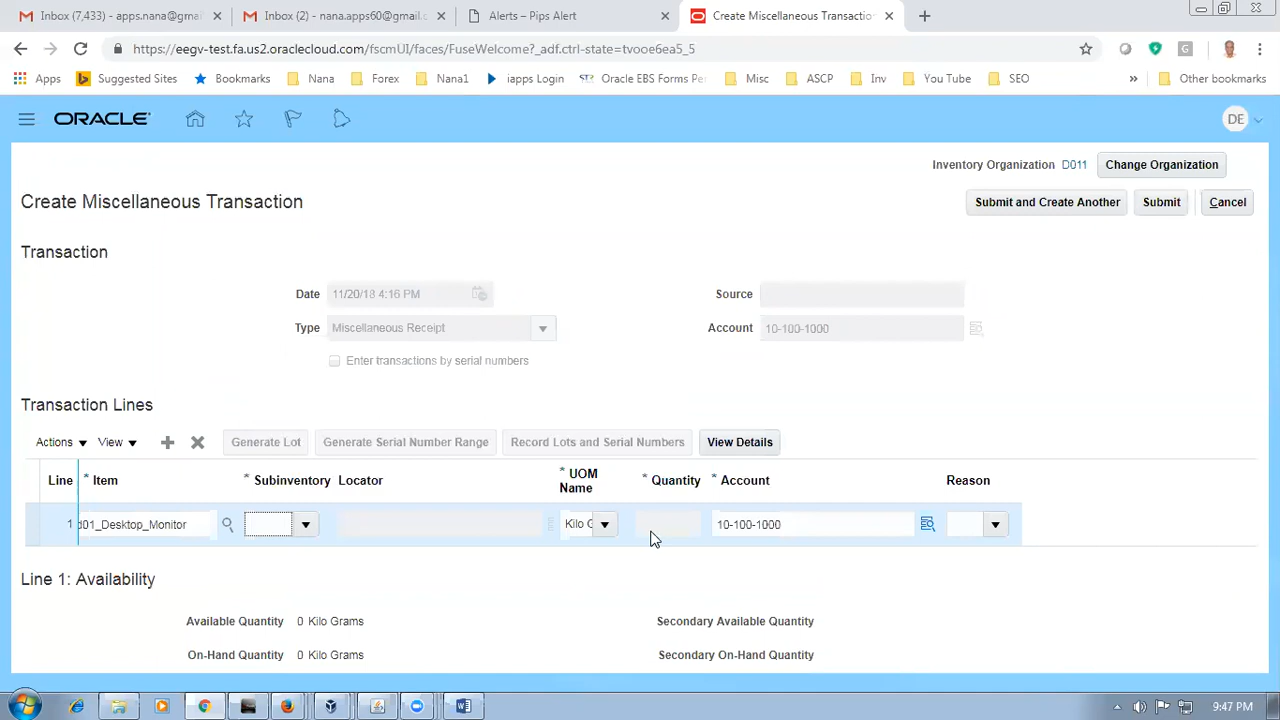 Inbox (7,433) - apps.nana@gmai
Inbox (2) - nana.apps60@gmail.c
Alerts – Pips Alert
Create Miscellaneous Transactio
https://eegv-test.fa.us2.oraclecloud.com/fscmUI/faces/FuseWelcome?_adf.ctrl-state=tvooe6ea5_5
Apps
Suggested Sites
Bookmarks
Nana
Forex
Nana1
iapps Login
Oracle EBS Forms Pe
Misc
ASCP
Inv
You Tube
SEO
»
Other bookmarks
ORACLE
DE
Inventory Organization D011
Change Organization
Create Miscellaneous Transaction
Submit and Create Another
Submit
Cancel
Transaction
Date 11/20/18 4:16 PM
Source
Type Miscellaneous Receipt
Account 10-100-1000
Enter transactions by serial numbers
Transaction Lines
Actions View
Generate Lot
Generate Serial Number Range
Record Lots and Serial Numbers
View Details
Line * Item * Subinventory Locator * UOM Name * Quantity * Account Reason
1 d01_Desktop_Monitor Kilo G 10-100-1000
Line 1: Availability
Available Quantity 0 Kilo Grams
Secondary Available Quantity
On-Hand Quantity 0 Kilo Grams
Secondary On-Hand Quantity
9:47 PM